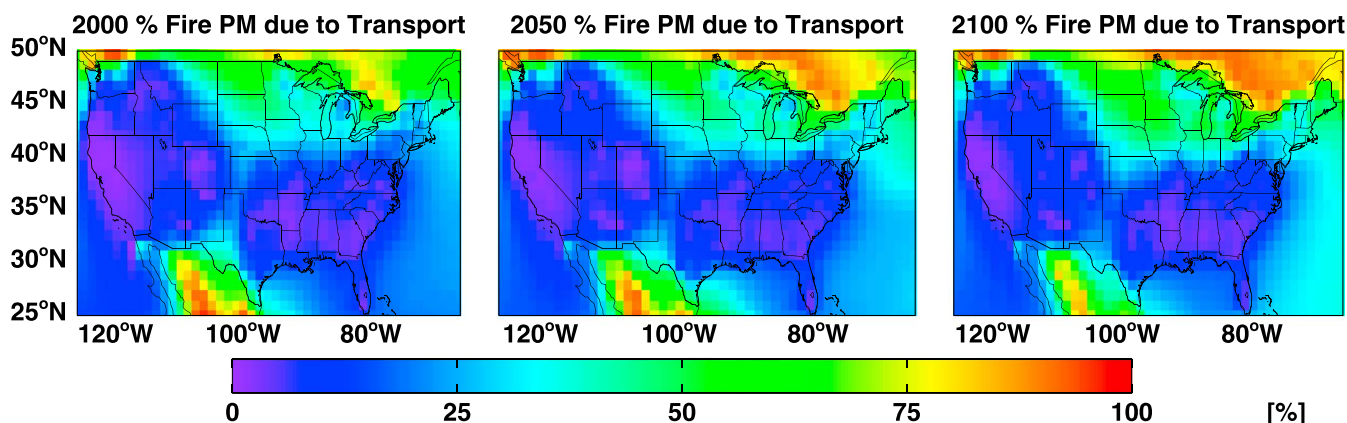 2000 % Fire PM due to Transport 2050 % Fire PM due to Transport 2100 % Fire PM due to Transport
50°N
45°N
40°N
35°N
30°N
25°N
120°W 100°W 80°W 120°W 100°W 80°W 120°W 100°W 80°W
0 25 50 75 100 [%]